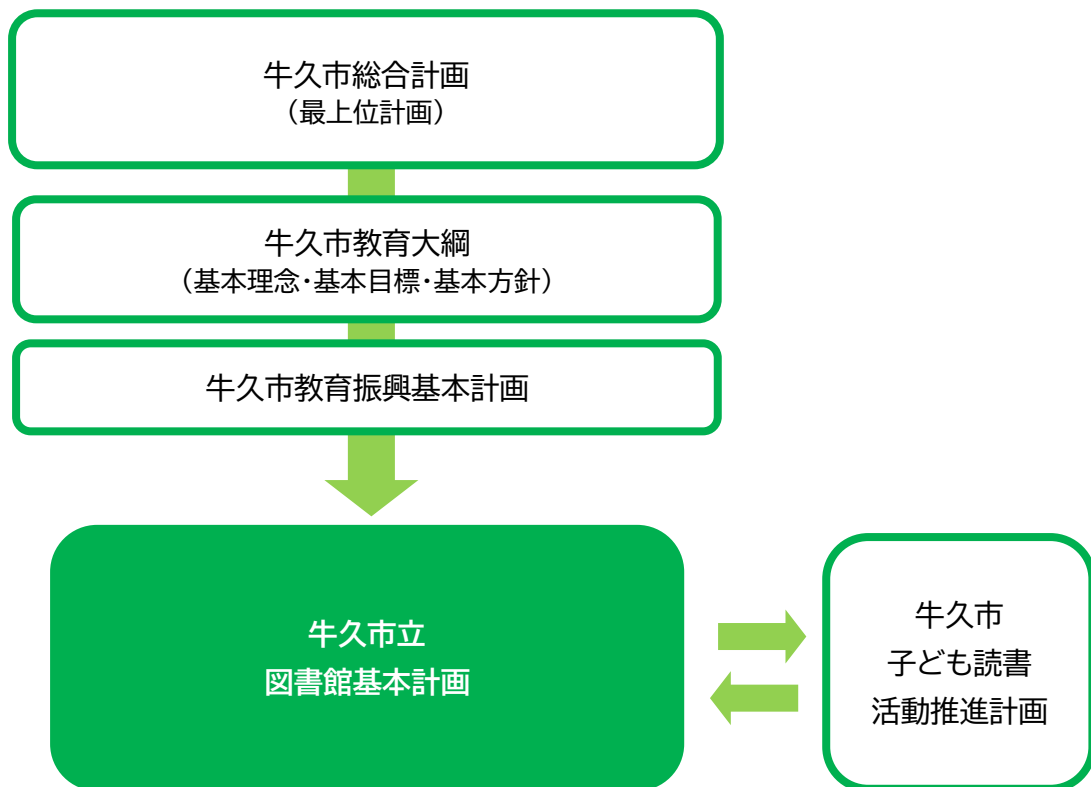 牛久市総合計画
（最上位計画）
牛久市教育大綱
（基本理念・基本目標・基本方針）
牛久市教育振興基本計画
牛久市立
図書館基本計画
牛久市
子ども読書
活動推進計画